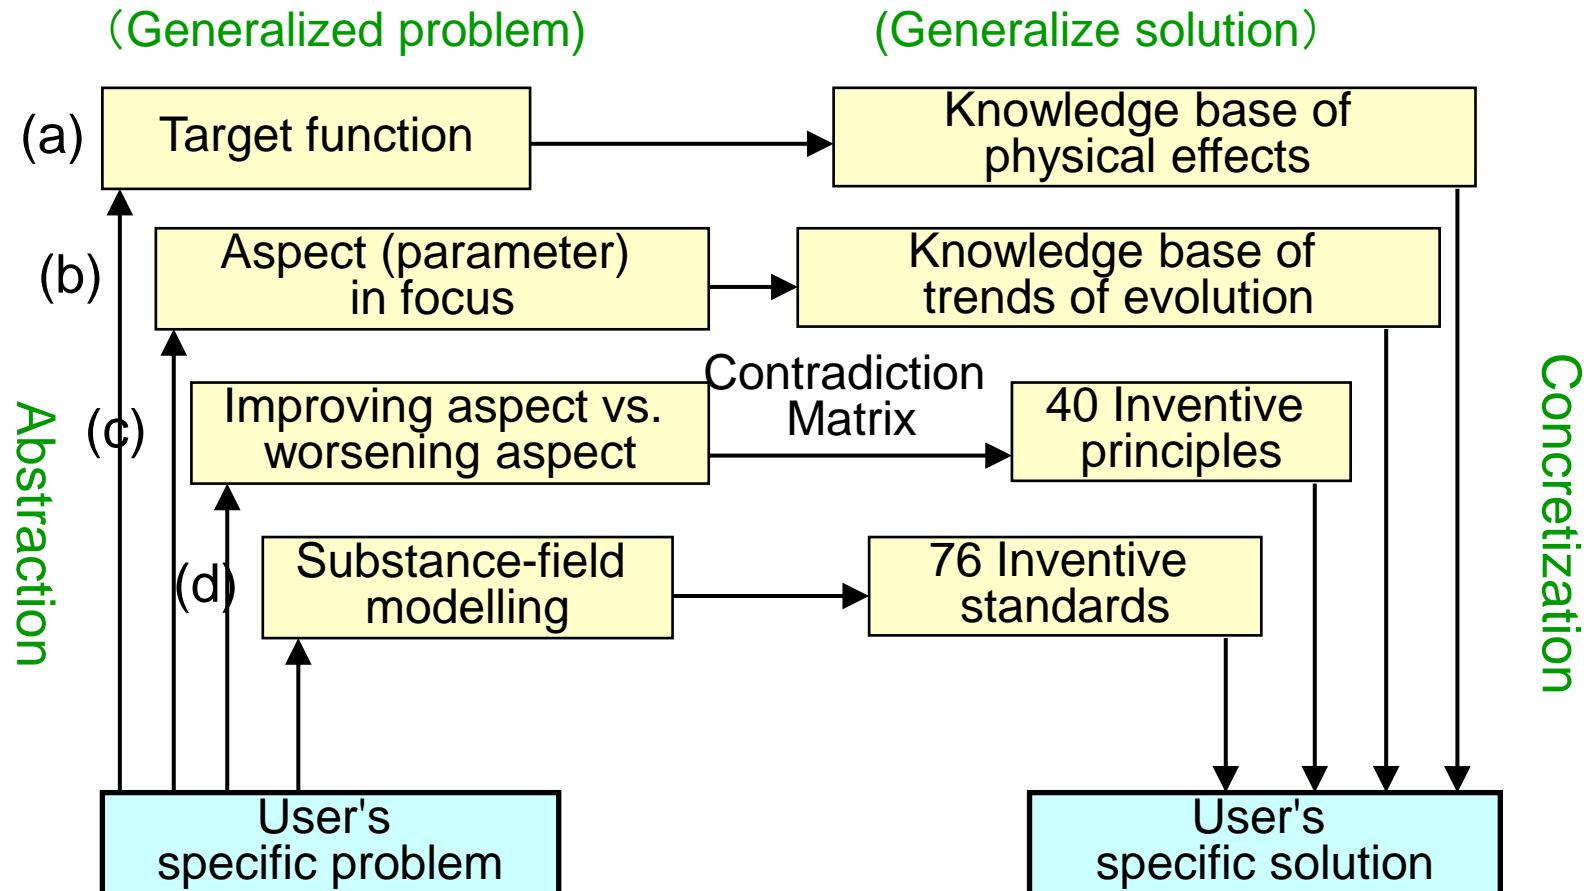 （Generalized problem)
(Generalize solution）
(a)
Target function
Knowledge base of
physical effects
(b)
Aspect (parameter)
in focus
Knowledge base of
trends of evolution
(c)
Improving aspect vs.
worsening aspect
Contradiction
Matrix
40 Inventive
principles
(d)
Substance-field
modelling
76 Inventive
standards
Abstraction
Concretization
User's
specific problem
User's
specific solution